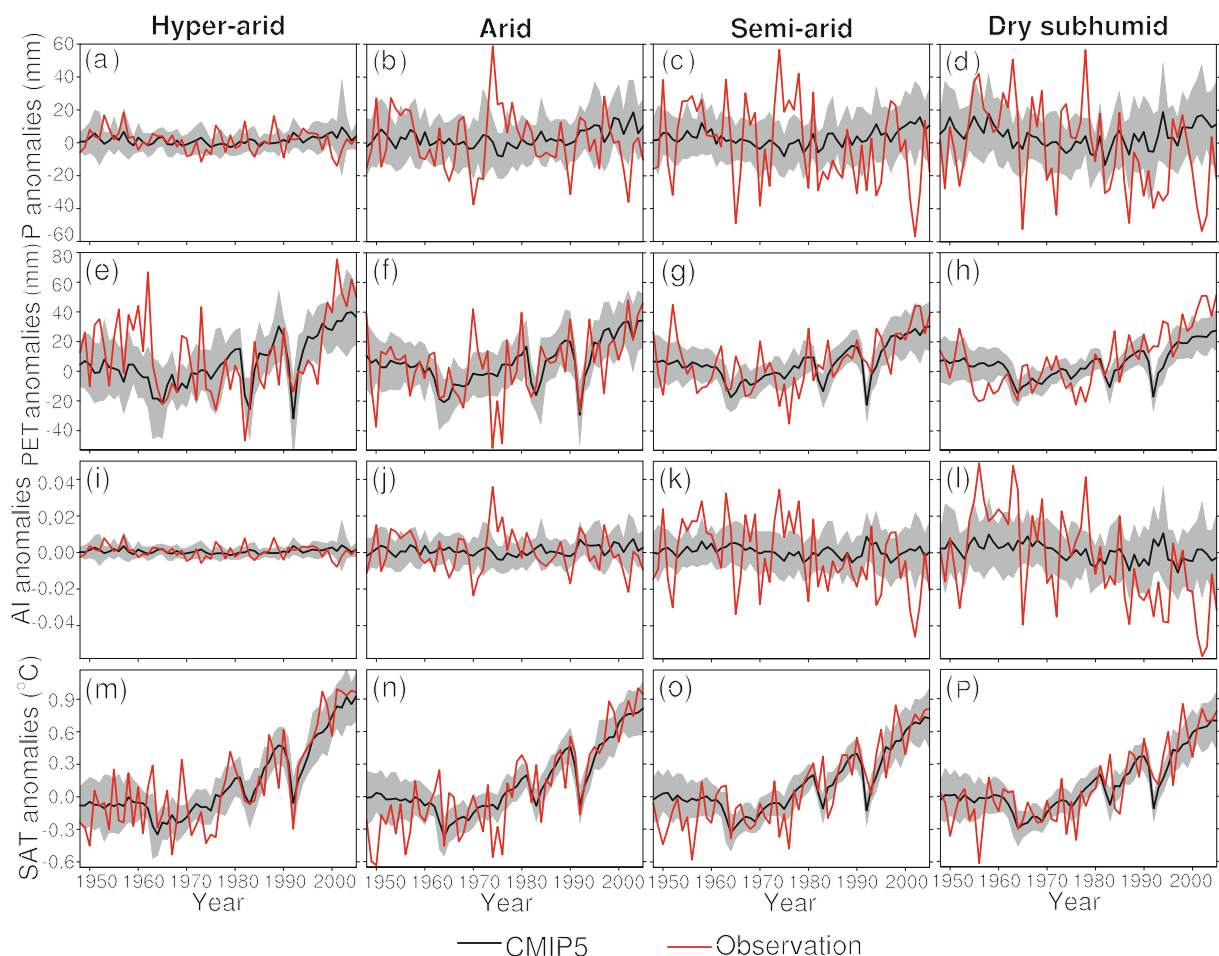 Hyper-arid Arid Semi-arid Dry subhumid
P anomalies (mm)
60
40
20
0
-20
-40
-60
(a) (b) (c) (d)
PET anomalies (mm)
80
60
40
20
0
-20
-40
(e) (f) (g) (h)
AI anomalies
0.04
0.02
0.00
-0.02
-0.04
(i) (j) (k) (l)
SAT anomalies (°C)
0.9
0.6
0.3
0.0
-0.3
-0.6
(m) (n) (o) (p)
1950 1960 1970 1980 1990 2000 1950 1960 1970 1980 1990 2000 1950 1960 1970 1980 1990 2000 1950 1960 1970 1980 1990 2000
Year Year Year Year
CMIP5 Observation